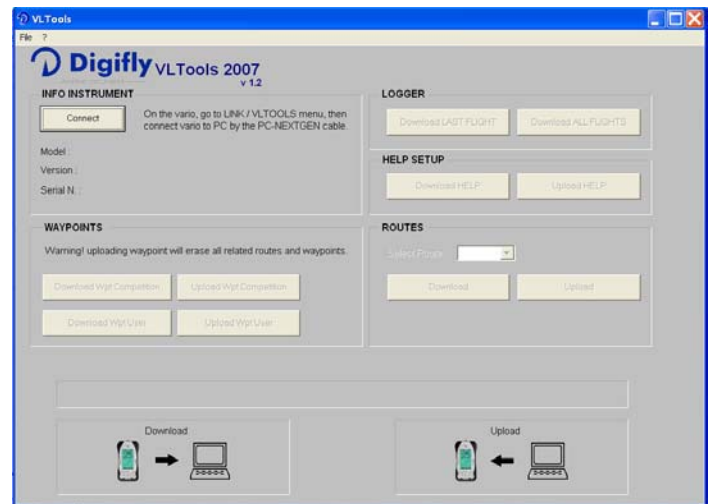 VLTools
File ?
Digifly VLTools 2007
v 1.2
INFO INSTRUMENT
Connect
On the vario, go to LINK / VLTOOLS menu, then
connect vario to PC by the PC-NEXTGEN cable.
Model :
Version :
Serial N. :
LOGGER
Download LAST FLIGHT
Download ALL FLIGHTS
HELP SETUP
Download HELP
Upload HELP
WAYPOINTS
Warning! uploading waypoint will erase all related routes and waypoints.
Download Wpt Competition
Upload Wpt Competition
Download Wpt User
Upload Wpt User
ROUTES
Select Route
Download
Upload
Download
Upload